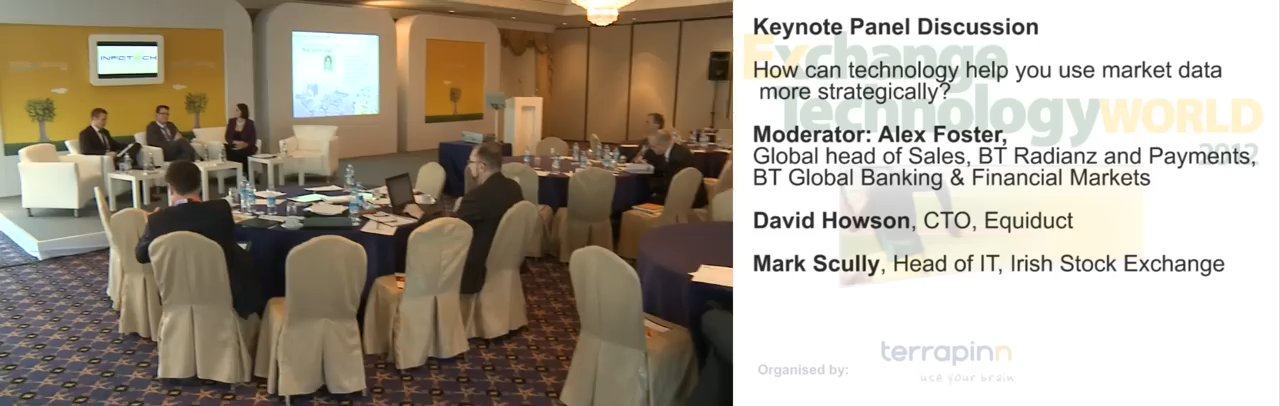 INFOTECH
Exchange
Technology WORLD
2012
Keynote Panel Discussion
How can technology help you use market data
more strategically?
Moderator: Alex Foster,
Global head of Sales, BT Radianz and Payments,
BT Global Banking & Financial Markets
David Howson, CTO, Equiduct
Mark Scully, Head of IT, Irish Stock Exchange
Organised by:
terrapinn
use your brain